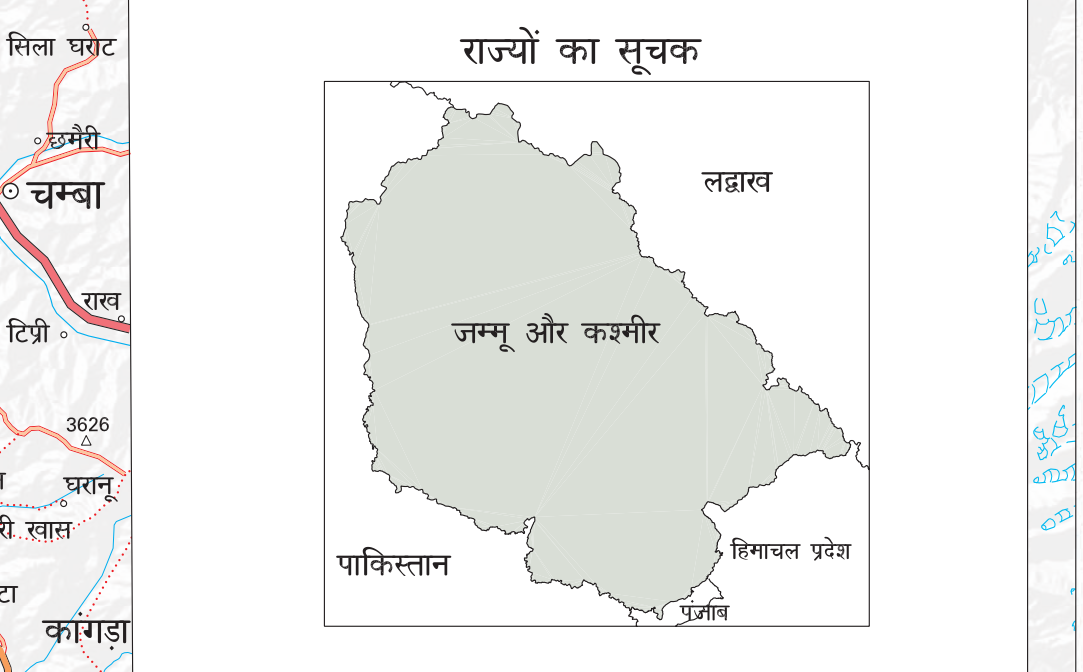 राज्यों का सूचक
सिला घरोट
छमैरी
चम्बा
राख
टिप्री
3626
घरानू
री खास
टा
कांगड़ा
लद्दाख
जम्मू और कश्मीर
पाकिस्तान
हिमाचल प्रदेश
पंजाब